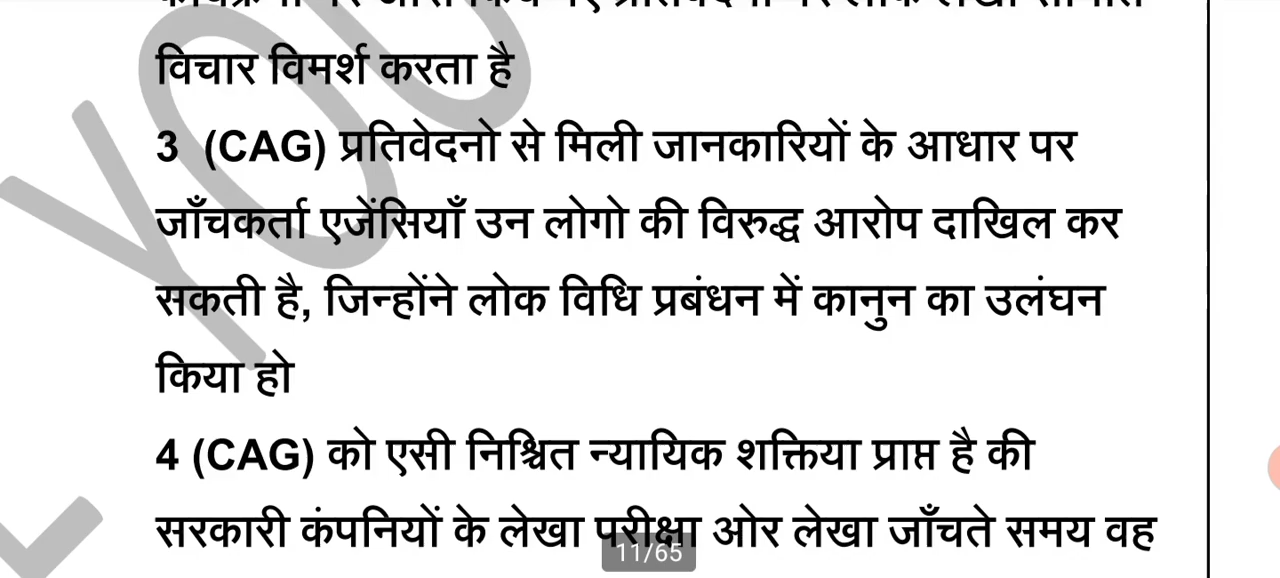 विचार विमर्श करता है
3 (CAG) प्रतिवेदनो से मिली जानकारियों के आधार पर
जाँचकर्ता एजेंसियाँ उन लोगो की विरुद्ध आरोप दाखिल कर
सकती है, जिन्होंने लोक विधि प्रबंधन में कानुन का उलंघन
किया हो
4 (CAG) को एसी निश्चित न्यायिक शक्तिया प्राप्त है की
सरकारी कंपनियों के लेखा परीक्षा ओर लेखा जाँचते समय वह
11/65